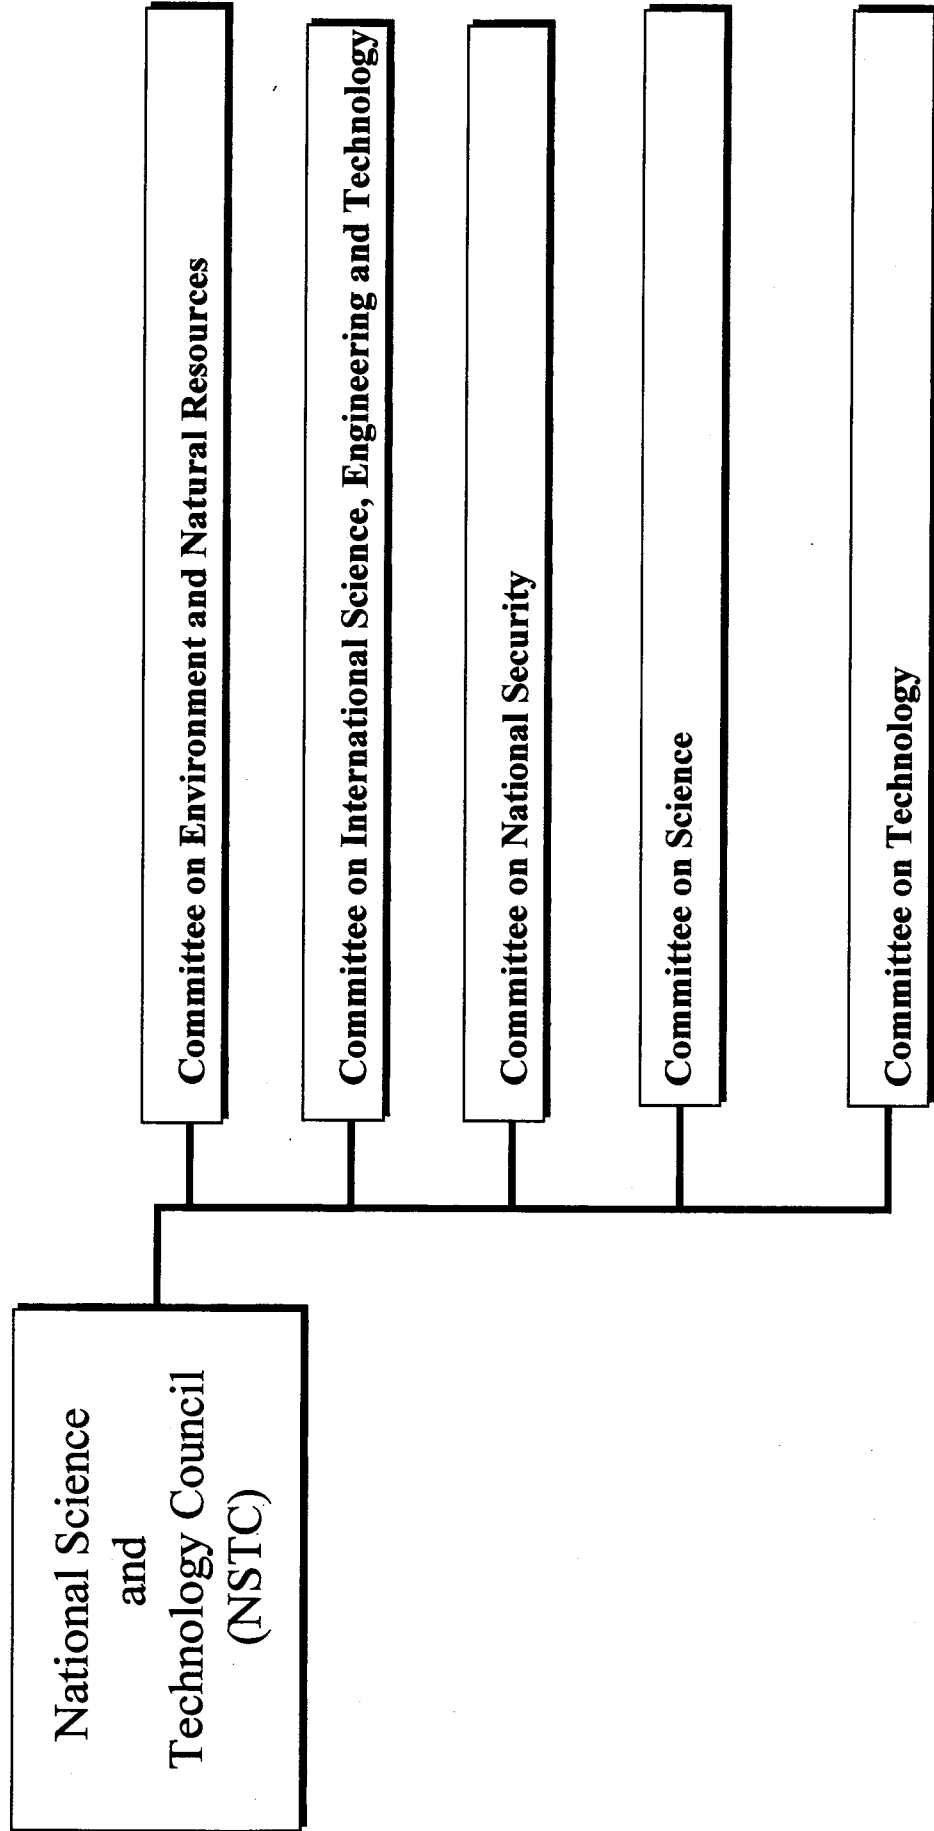 National Science
and
Technology Council
(NSTC)
Committee on Environment and Natural Resources
Committee on International Science, Engineering and Technology
Committee on National Security
Committee on Science
Committee on Technology